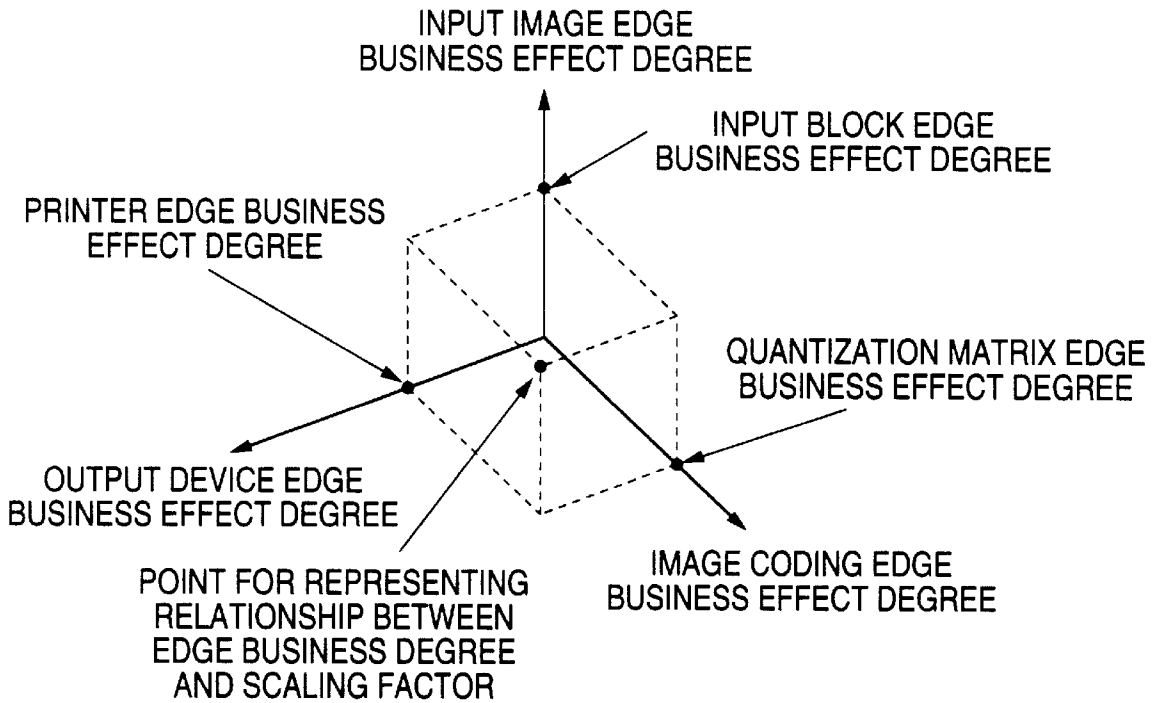 INPUT IMAGE EDGE
BUSINESS EFFECT DEGREE
INPUT BLOCK EDGE
BUSINESS EFFECT DEGREE
PRINTER EDGE BUSINESS
EFFECT DEGREE
QUANTIZATION MATRIX EDGE
BUSINESS EFFECT DEGREE
OUTPUT DEVICE EDGE
BUSINESS EFFECT DEGREE
IMAGE CODING EDGE
BUSINESS EFFECT DEGREE
POINT FOR REPRESENTING
RELATIONSHIP BETWEEN
EDGE BUSINESS DEGREE
AND SCALING FACTOR